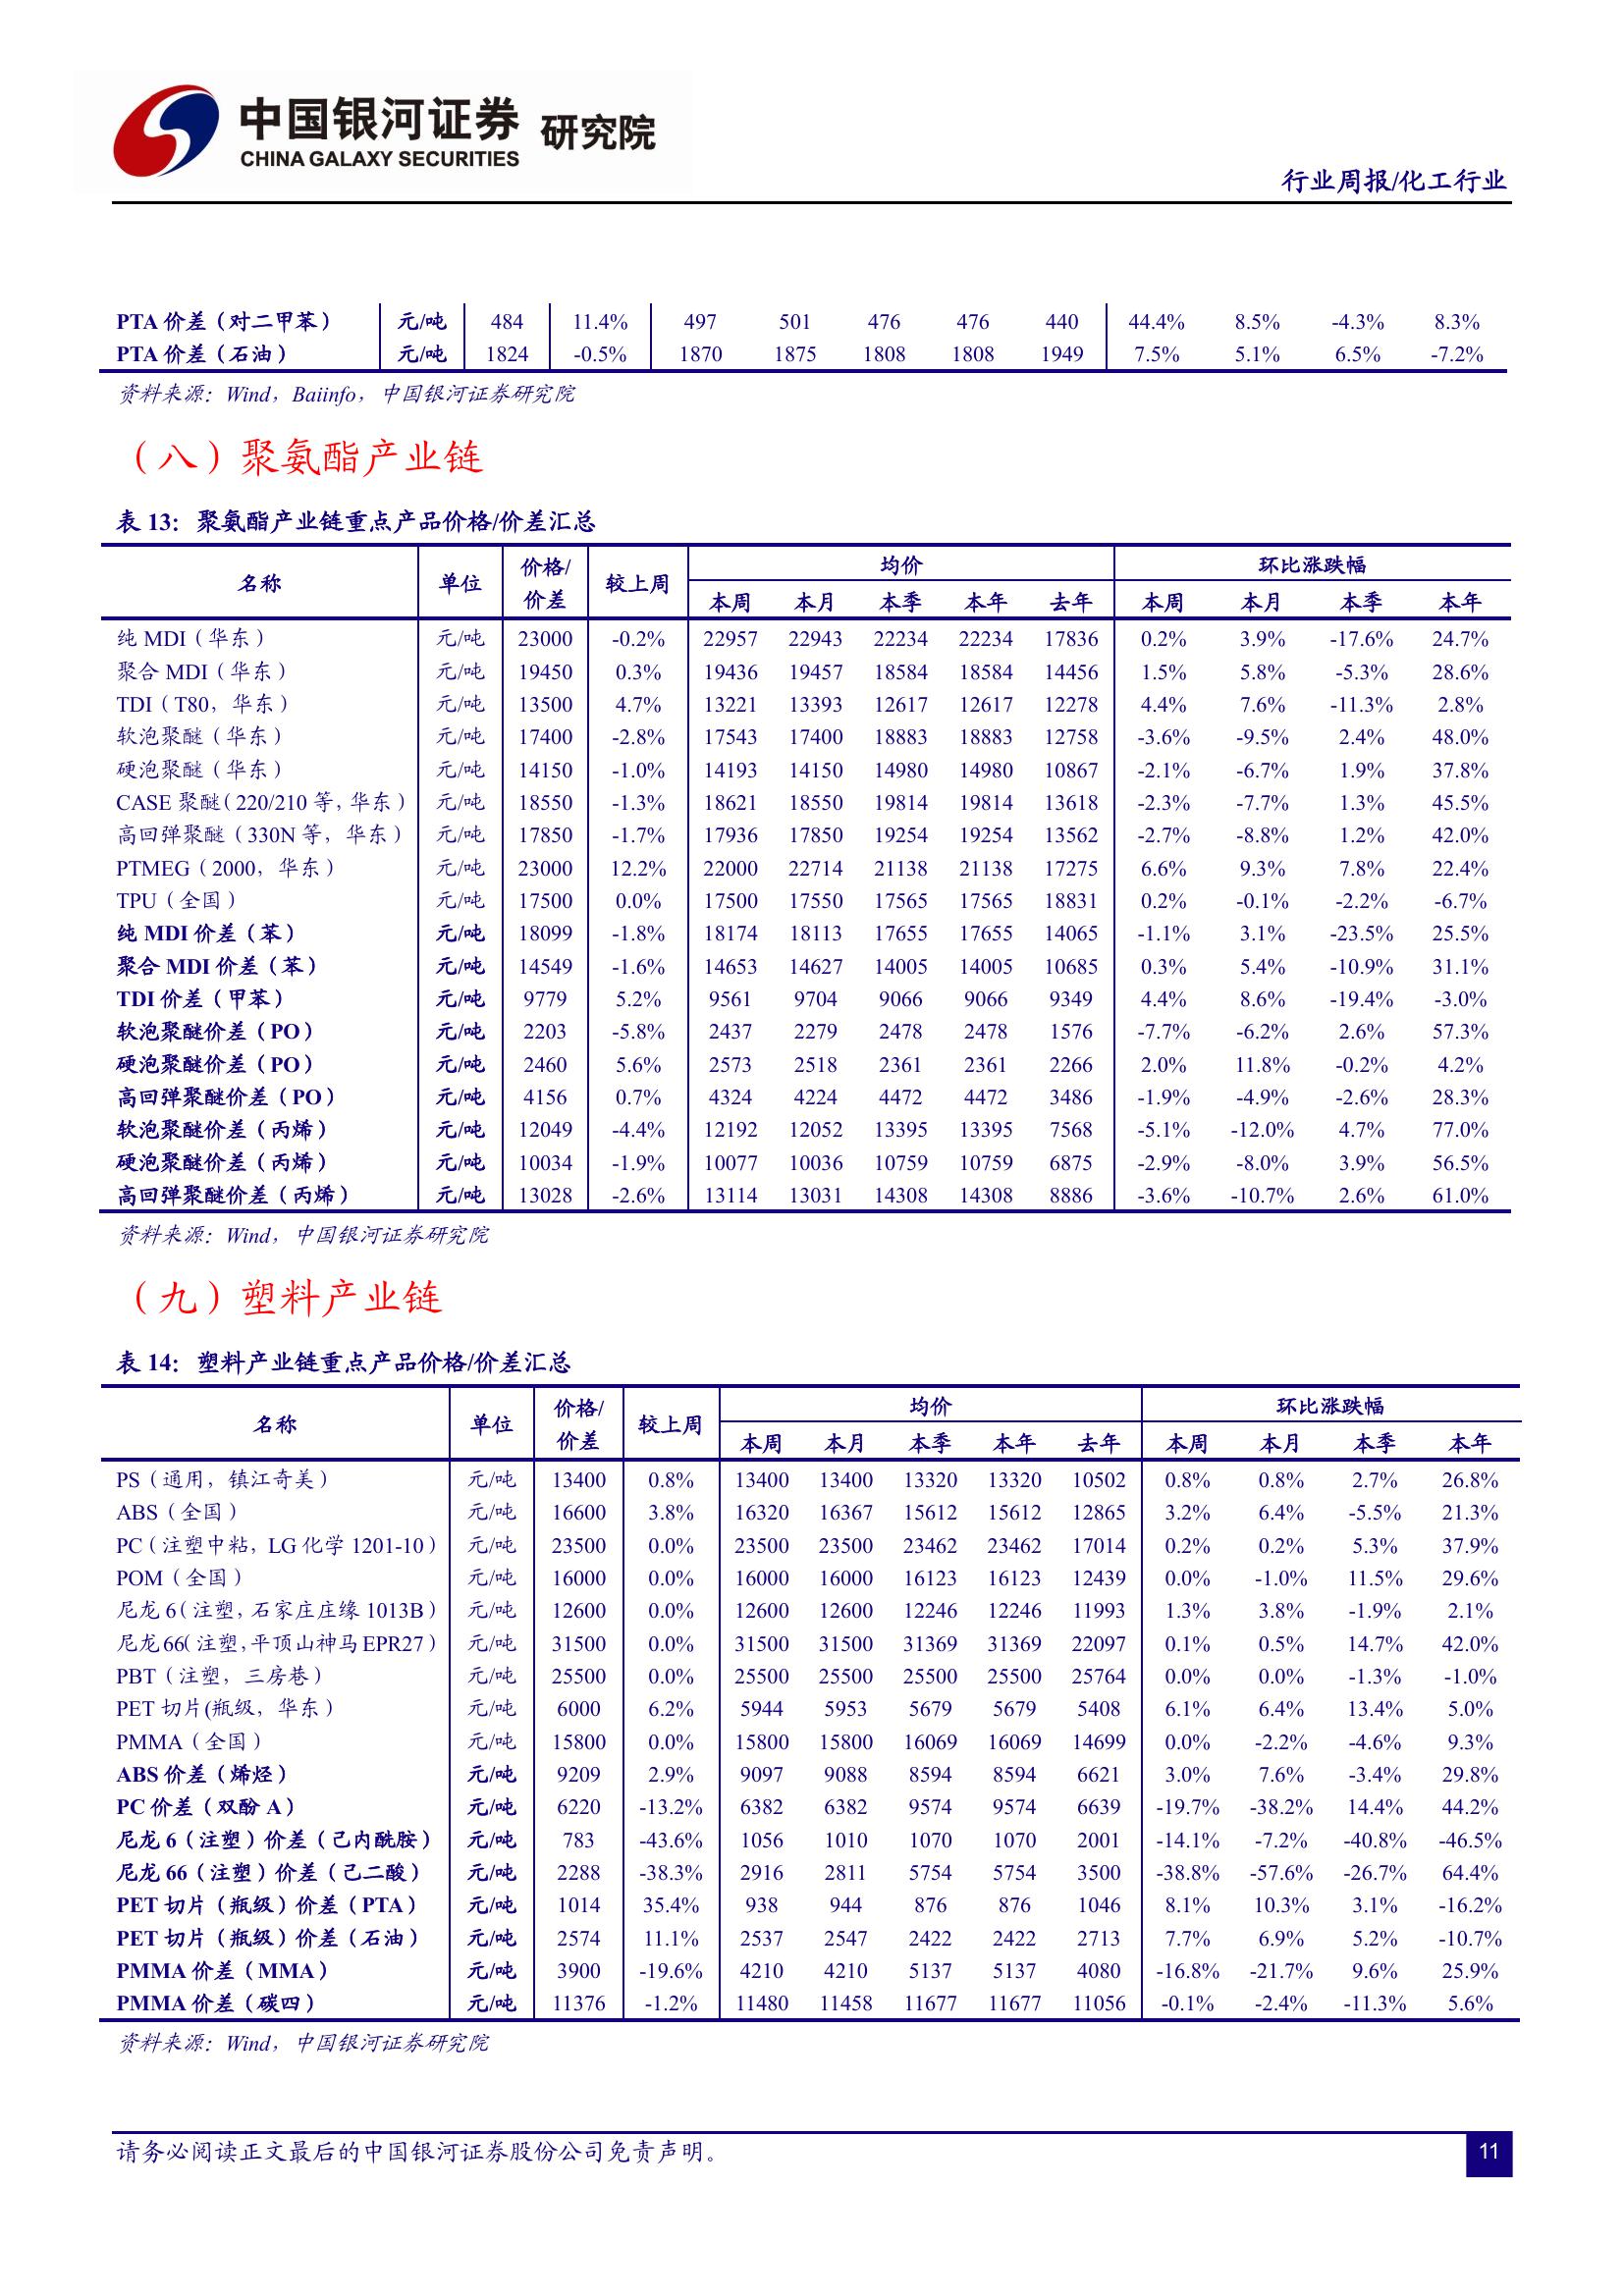 中国银河证券 研究院
CHINA GALAXY SECURITIES
行业周报/化工行业
PTA 价差（对二甲苯） 元/吨 484 11.4% 497 501 476 476 440 44.4% 8.5% -4.3% 8.3%
PTA 价差（石油） 元/吨 1824 -0.5% 1870 1875 1808 1808 1949 7.5% 5.1% 6.5% -7.2%
资料来源：Wind，Baiinfo，中国银河证券研究院
（八）聚氨酯产业链
表 13：聚氨酯产业链重点产品价格/价差汇总
名称 单位 价格/价差 较上周 均价 环比涨跌幅
本周 本月 本季 本年 去年 本周 本月 本季 本年
纯 MDI（华东） 元/吨 23000 -0.2% 22957 22943 22234 22234 17836 0.2% 3.9% -17.6% 24.7%
聚合 MDI（华东） 元/吨 19450 0.3% 19436 19457 18584 18584 14456 1.5% 5.8% -5.3% 28.6%
TDI（T80，华东） 元/吨 13500 4.7% 13221 13393 12617 12617 12278 4.4% 7.6% -11.3% 2.8%
软泡聚醚（华东） 元/吨 17400 -2.8% 17543 17400 18883 18883 12758 -3.6% -9.5% 2.4% 48.0%
硬泡聚醚（华东） 元/吨 14150 -1.0% 14193 14150 14980 14980 10867 -2.1% -6.7% 1.9% 37.8%
CASE 聚醚（220/210 等，华东） 元/吨 18550 -1.3% 18621 18550 19814 19814 13618 -2.3% -7.7% 1.3% 45.5%
高回弹聚醚（330N 等，华东） 元/吨 17850 -1.7% 17936 17850 19254 19254 13562 -2.7% -8.8% 1.2% 42.0%
PTMEG（2000，华东） 元/吨 23000 12.2% 22000 22714 21138 21138 17275 6.6% 9.3% 7.8% 22.4%
TPU（全国） 元/吨 17500 0.0% 17500 17550 17565 17565 18831 0.2% -0.1% -2.2% -6.7%
纯 MDI 价差（苯） 元/吨 18099 -1.8% 18174 18113 17655 17655 14065 -1.1% 3.1% -23.5% 25.5%
聚合 MDI 价差（苯） 元/吨 14549 -1.6% 14653 14627 14005 14005 10685 0.3% 5.4% -10.9% 31.1%
TDI 价差（甲苯） 元/吨 9779 5.2% 9561 9704 9066 9066 9349 4.4% 8.6% -19.4% -3.0%
软泡聚醚价差（PO） 元/吨 2203 -5.8% 2437 2279 2478 2478 1576 -7.7% -6.2% 2.6% 57.3%
硬泡聚醚价差（PO） 元/吨 2460 5.6% 2573 2518 2361 2361 2266 2.0% 11.8% -0.2% 4.2%
高回弹聚醚价差（PO） 元/吨 4156 0.7% 4324 4224 4472 4472 3486 -1.9% -4.9% -2.6% 28.3%
软泡聚醚价差（丙烯） 元/吨 12049 -4.4% 12192 12052 13395 13395 7568 -5.1% -12.0% 4.7% 77.0%
硬泡聚醚价差（丙烯） 元/吨 10034 -1.9% 10077 10036 10759 10759 6875 -2.9% -8.0% 3.9% 56.5%
高回弹聚醚价差（丙烯） 元/吨 13028 -2.6% 13114 13031 14308 14308 8886 -3.6% -10.7% 2.6% 61.0%
资料来源：Wind，中国银河证券研究院
（九）塑料产业链
表 14：塑料产业链重点产品价格/价差汇总
名称 单位 价格/价差 较上周 均价 环比涨跌幅
本周 本月 本季 本年 去年 本周 本月 本季 本年
PS（通用，镇江奇美） 元/吨 13400 0.8% 13400 13400 13320 13320 10502 0.8% 0.8% 2.7% 26.8%
ABS（全国） 元/吨 16600 3.8% 16320 16367 15612 15612 12865 3.2% 6.4% -5.5% 21.3%
PC（注塑中粘，LG 化学 1201-10） 元/吨 23500 0.0% 23500 23500 23462 23462 17014 0.2% 0.2% 5.3% 37.9%
POM（全国） 元/吨 16000 0.0% 16000 16000 16123 16123 12439 0.0% -1.0% 11.5% 29.6%
尼龙 6（注塑，石家庄庄缘 1013B） 元/吨 12600 0.0% 12600 12600 12246 12246 11993 1.3% 3.8% -1.9% 2.1%
尼龙 66（注塑，平顶山神马 EPR27） 元/吨 31500 0.0% 31500 31500 31369 31369 22097 0.1% 0.5% 14.7% 42.0%
PBT（注塑，三房巷） 元/吨 25500 0.0% 25500 25500 25500 25500 25764 0.0% 0.0% -1.3% -1.0%
PET 切片(瓶级，华东） 元/吨 6000 6.2% 5944 5953 5679 5679 5408 6.1% 6.4% 13.4% 5.0%
PMMA（全国） 元/吨 15800 0.0% 15800 15800 16069 16069 14699 0.0% -2.2% -4.6% 9.3%
ABS 价差（烯烃） 元/吨 9209 2.9% 9097 9088 8594 8594 6621 3.0% 7.6% -3.4% 29.8%
PC 价差（双酚 A） 元/吨 6220 -13.2% 6382 6382 9574 9574 6639 -19.7% -38.2% 14.4% 44.2%
尼龙 6（注塑）价差（己内酰胺） 元/吨 783 -43.6% 1056 1010 1070 1070 2001 -14.1% -7.2% -40.8% -46.5%
尼龙 66（注塑）价差（己二酸） 元/吨 2288 -38.3% 2916 2811 5754 5754 3500 -38.8% -57.6% -26.7% 64.4%
PET 切片（瓶级）价差（PTA） 元/吨 1014 35.4% 938 944 876 876 1046 8.1% 10.3% 3.1% -16.2%
PET 切片（瓶级）价差（石油） 元/吨 2574 11.1% 2537 2547 2422 2422 2713 7.7% 6.9% 5.2% -10.7%
PMMA 价差（MMA） 元/吨 3900 -19.6% 4210 4210 5137 5137 4080 -16.8% -21.7% 9.6% 25.9%
PMMA 价差（碳四） 元/吨 11376 -1.2% 11480 11458 11677 11677 11056 -0.1% -2.4% -11.3% 5.6%
资料来源：Wind，中国银河证券研究院
请务必阅读正文最后的中国银河证券股份公司免责声明。
11